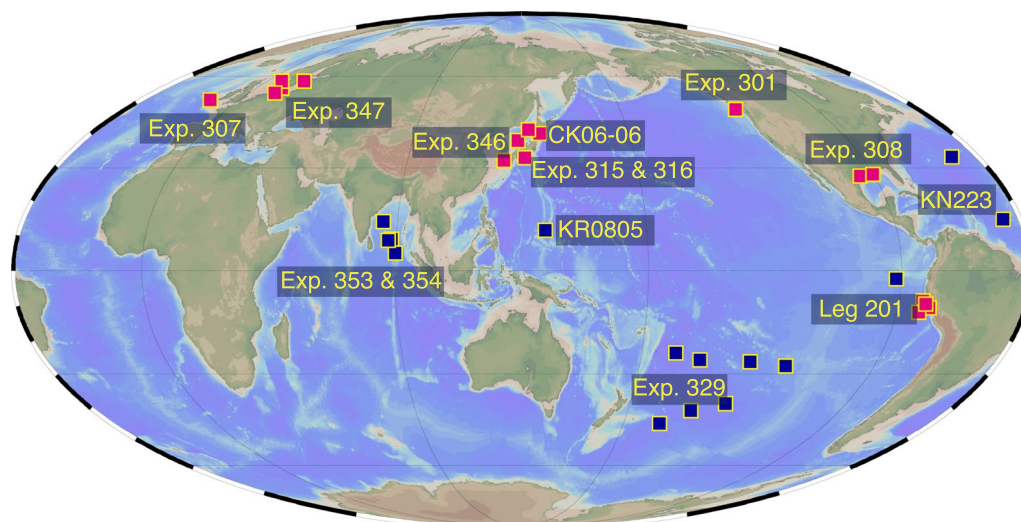 Exp. 301
Exp. 307
Exp. 347
Exp. 346
CK06-06
Exp. 308
Exp. 315 & 316
KN223
KR0805
Exp. 353 & 354
Leg 201
Exp. 329